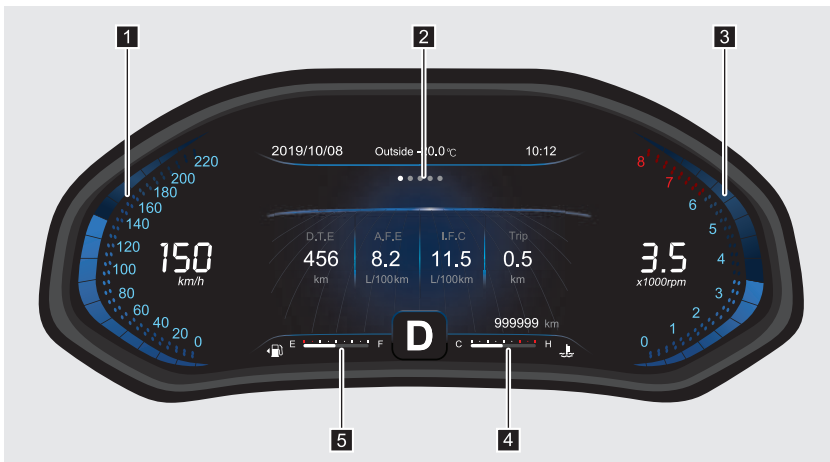 1
2
3
2019/10/08
Outside ℃
10:12
220
200
180
160
140
120
100
80
60
40
20
0
150
km/h
D.T.E
A.F.E
I.F.C
Trip
456
8.2
11.5
0.5
km
L/100km
L/100km
km
8
7
6
5
4
3
2
1
0
3.5
x1000rpm
999999 km
E
F
D
C
H
5
4